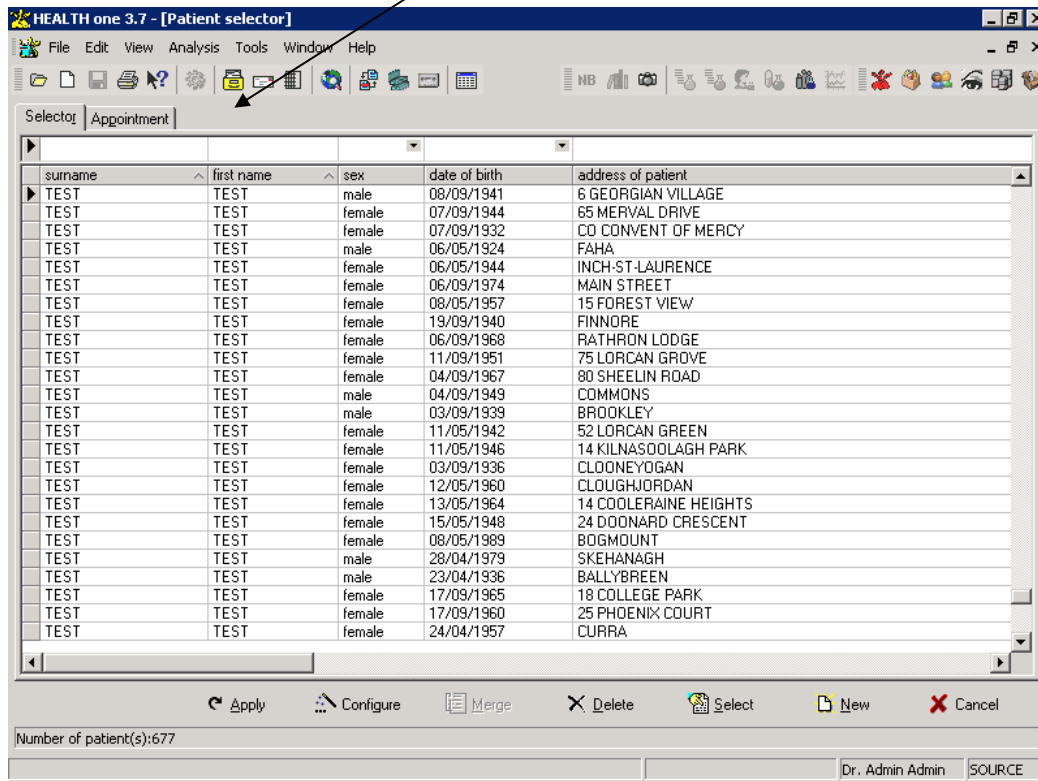 HEALTH one 3.7 - [Patient selector]
File Edit View Analysis Tools Window Help
NB
Selector Appointment
surname first name sex date of birth address of patient
TEST TEST male 08/09/1941 6 GEORGIAN VILLAGE
TEST TEST female 07/09/1944 65 MERVAL DRIVE
TEST TEST female 07/09/1932 CO CONVENT OF MERCY
TEST TEST male 06/05/1924 FAHA
TEST TEST female 06/05/1944 INCH-ST-LAURENCE
TEST TEST female 06/09/1974 MAIN STREET
TEST TEST female 08/05/1957 15 FOREST VIEW
TEST TEST female 19/09/1940 FINNORE
TEST TEST female 06/09/1968 RATHRON LODGE
TEST TEST female 11/09/1951 75 LORCAN GROVE
TEST TEST female 04/09/1967 80 SHEELIN ROAD
TEST TEST male 04/09/1949 COMMONS
TEST TEST male 03/09/1939 BROOKLEY
TEST TEST female 11/05/1942 52 LORCAN GREEN
TEST TEST female 11/05/1946 14 KILNASOOLAGH PARK
TEST TEST female 03/09/1936 CLOONEYOGAN
TEST TEST female 12/05/1960 CLOUGHJORDAN
TEST TEST female 13/05/1964 14 COOLERAINE HEIGHTS
TEST TEST female 15/05/1948 24 DOONARD CRESCENT
TEST TEST female 08/05/1989 BOGMOUNT
TEST TEST male 28/04/1979 SKEHANAGH
TEST TEST male 23/04/1936 BALLYBREEN
TEST TEST female 17/09/1965 18 COLLEGE PARK
TEST TEST female 17/09/1960 25 PHOENIX COURT
TEST TEST female 24/04/1957 CURRA
Apply Configure Merge Delete Select New Cancel
Number of patient(s):677
Dr. Admin Admin SOURCE